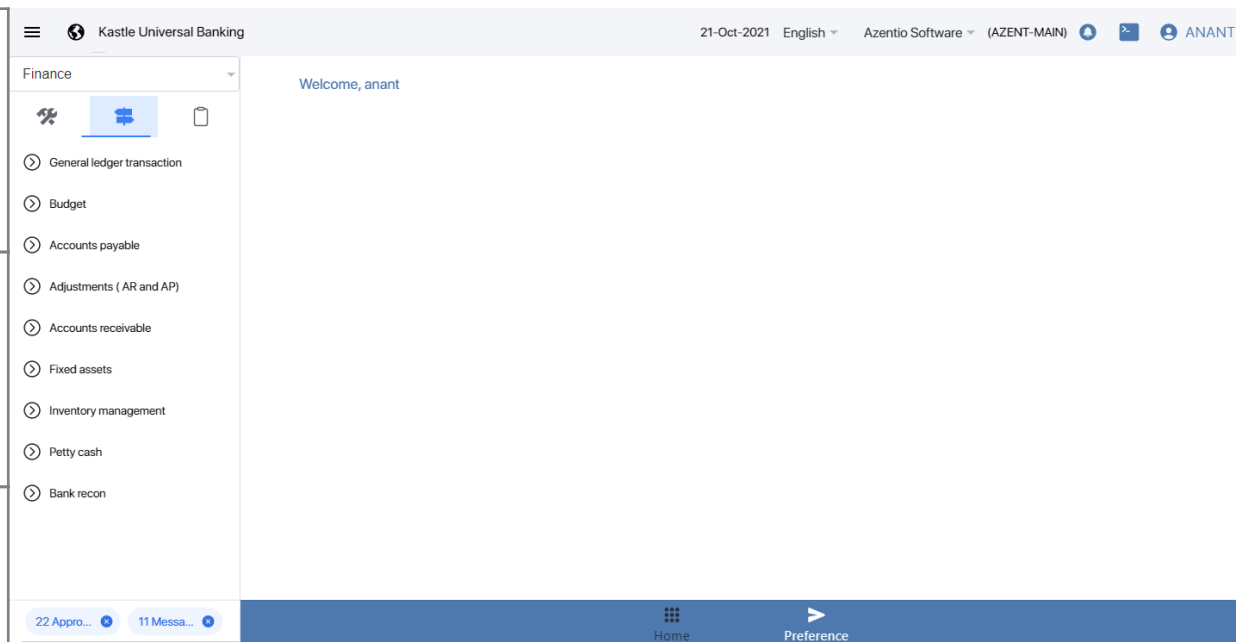 Kastle Universal Banking 21-Oct-2021 English Azentio Software (AZENT-MAIN) ANANT
Finance
Welcome, anant
General ledger transaction
Budget
Accounts payable
Adjustments ( AR and AP)
Accounts receivable
Fixed assets
Inventory management
Petty cash
Bank recon
22 Appro... 11 Messa...
Home Preference